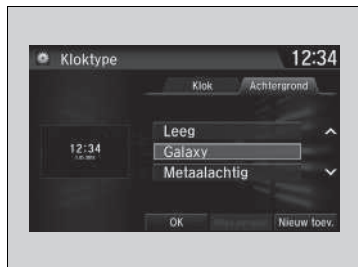 Kloktype
12:34
Klok
Achtergrond
Leeg
12:34
Galaxy
Metaalachtig
OK
Nieuw toev.